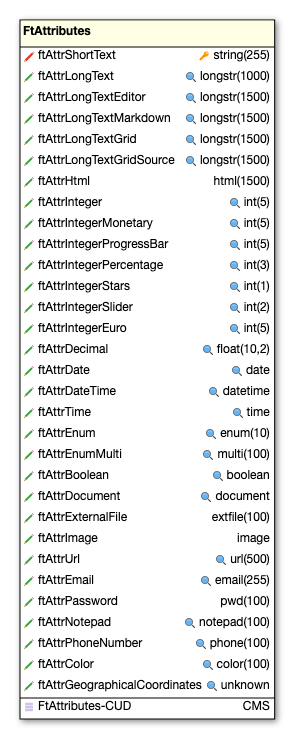 FtAttributes
ftAttrShortText string(255)
ftAttrLongText longstr(1000)
ftAttrLongTextEditor longstr(1500)
ftAttrLongTextMarkdown longstr(1500)
ftAttrLongTextGrid longstr(1500)
ftAttrLongTextGridSource longstr(1500)
ftAttrHtml html(1500)
ftAttrInteger int(5)
ftAttrIntegerMonetary int(5)
ftAttrIntegerProgressBar int(5)
ftAttrIntegerPercentage int(3)
ftAttrIntegerStars int(1)
ftAttrIntegerSlider int(2)
ftAttrIntegerEuro int(5)
ftAttrDecimal float(10,2)
ftAttrDate date
ftAttrDateTime datetime
ftAttrTime time
ftAttrEnum enum(10)
ftAttrEnumMulti multi(100)
ftAttrBoolean boolean
ftAttrDocument document
ftAttrExternalFile extfile(100)
ftAttrImage image
ftAttrUrl url(500)
ftAttrEmail email(255)
ftAttrPassword pwd(100)
ftAttrNotepad notepad(100)
ftAttrPhoneNumber phone(100)
ftAttrColor color(100)
ftAttrGeographicalCoordinates unknown
FtAttributes-CUD CMS